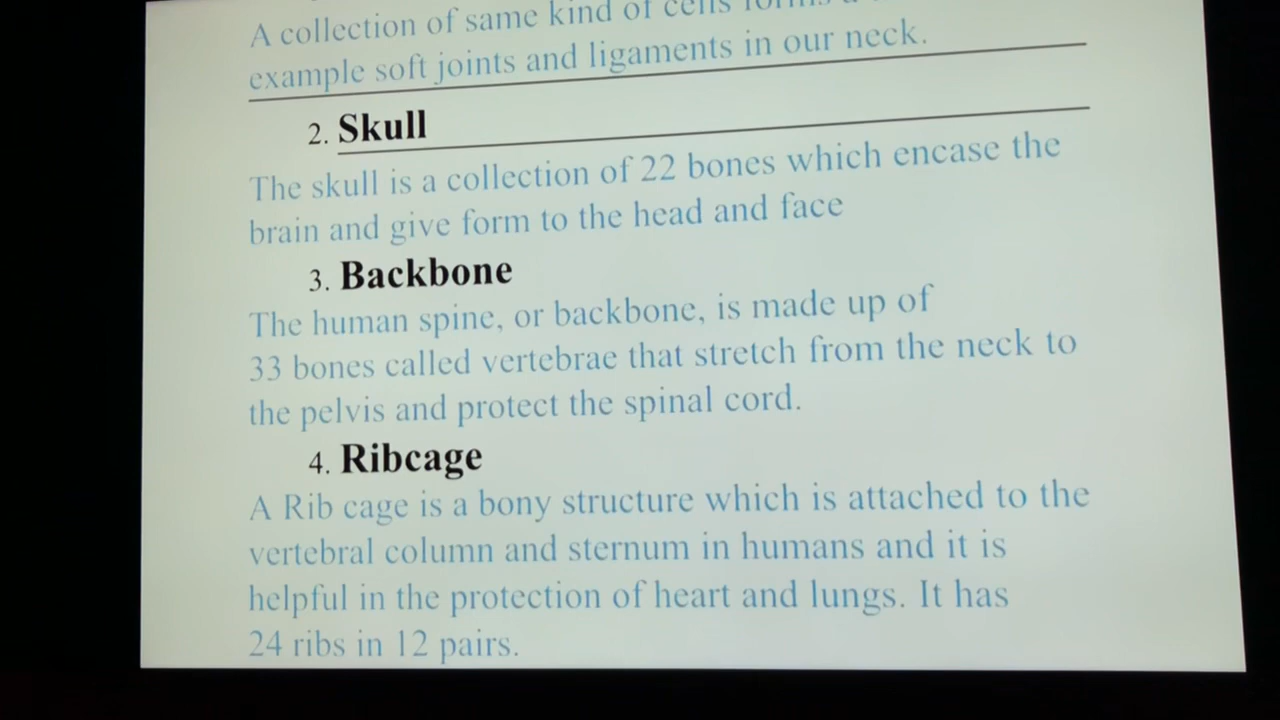 A collection of same kind of cells
example soft joints and ligaments in our neck.
2. Skull
The skull is a collection of 22 bones which encase the
brain and give form to the head and face
3. Backbone
The human spine, or backbone, is made up of
33 bones called vertebrae that stretch from the neck to
the pelvis and protect the spinal cord.
4. Ribcage
A Rib cage is a bony structure which is attached to the
vertebral column and sternum in humans and it is
helpful in the protection of heart and lungs. It has
24 ribs in 12 pairs.